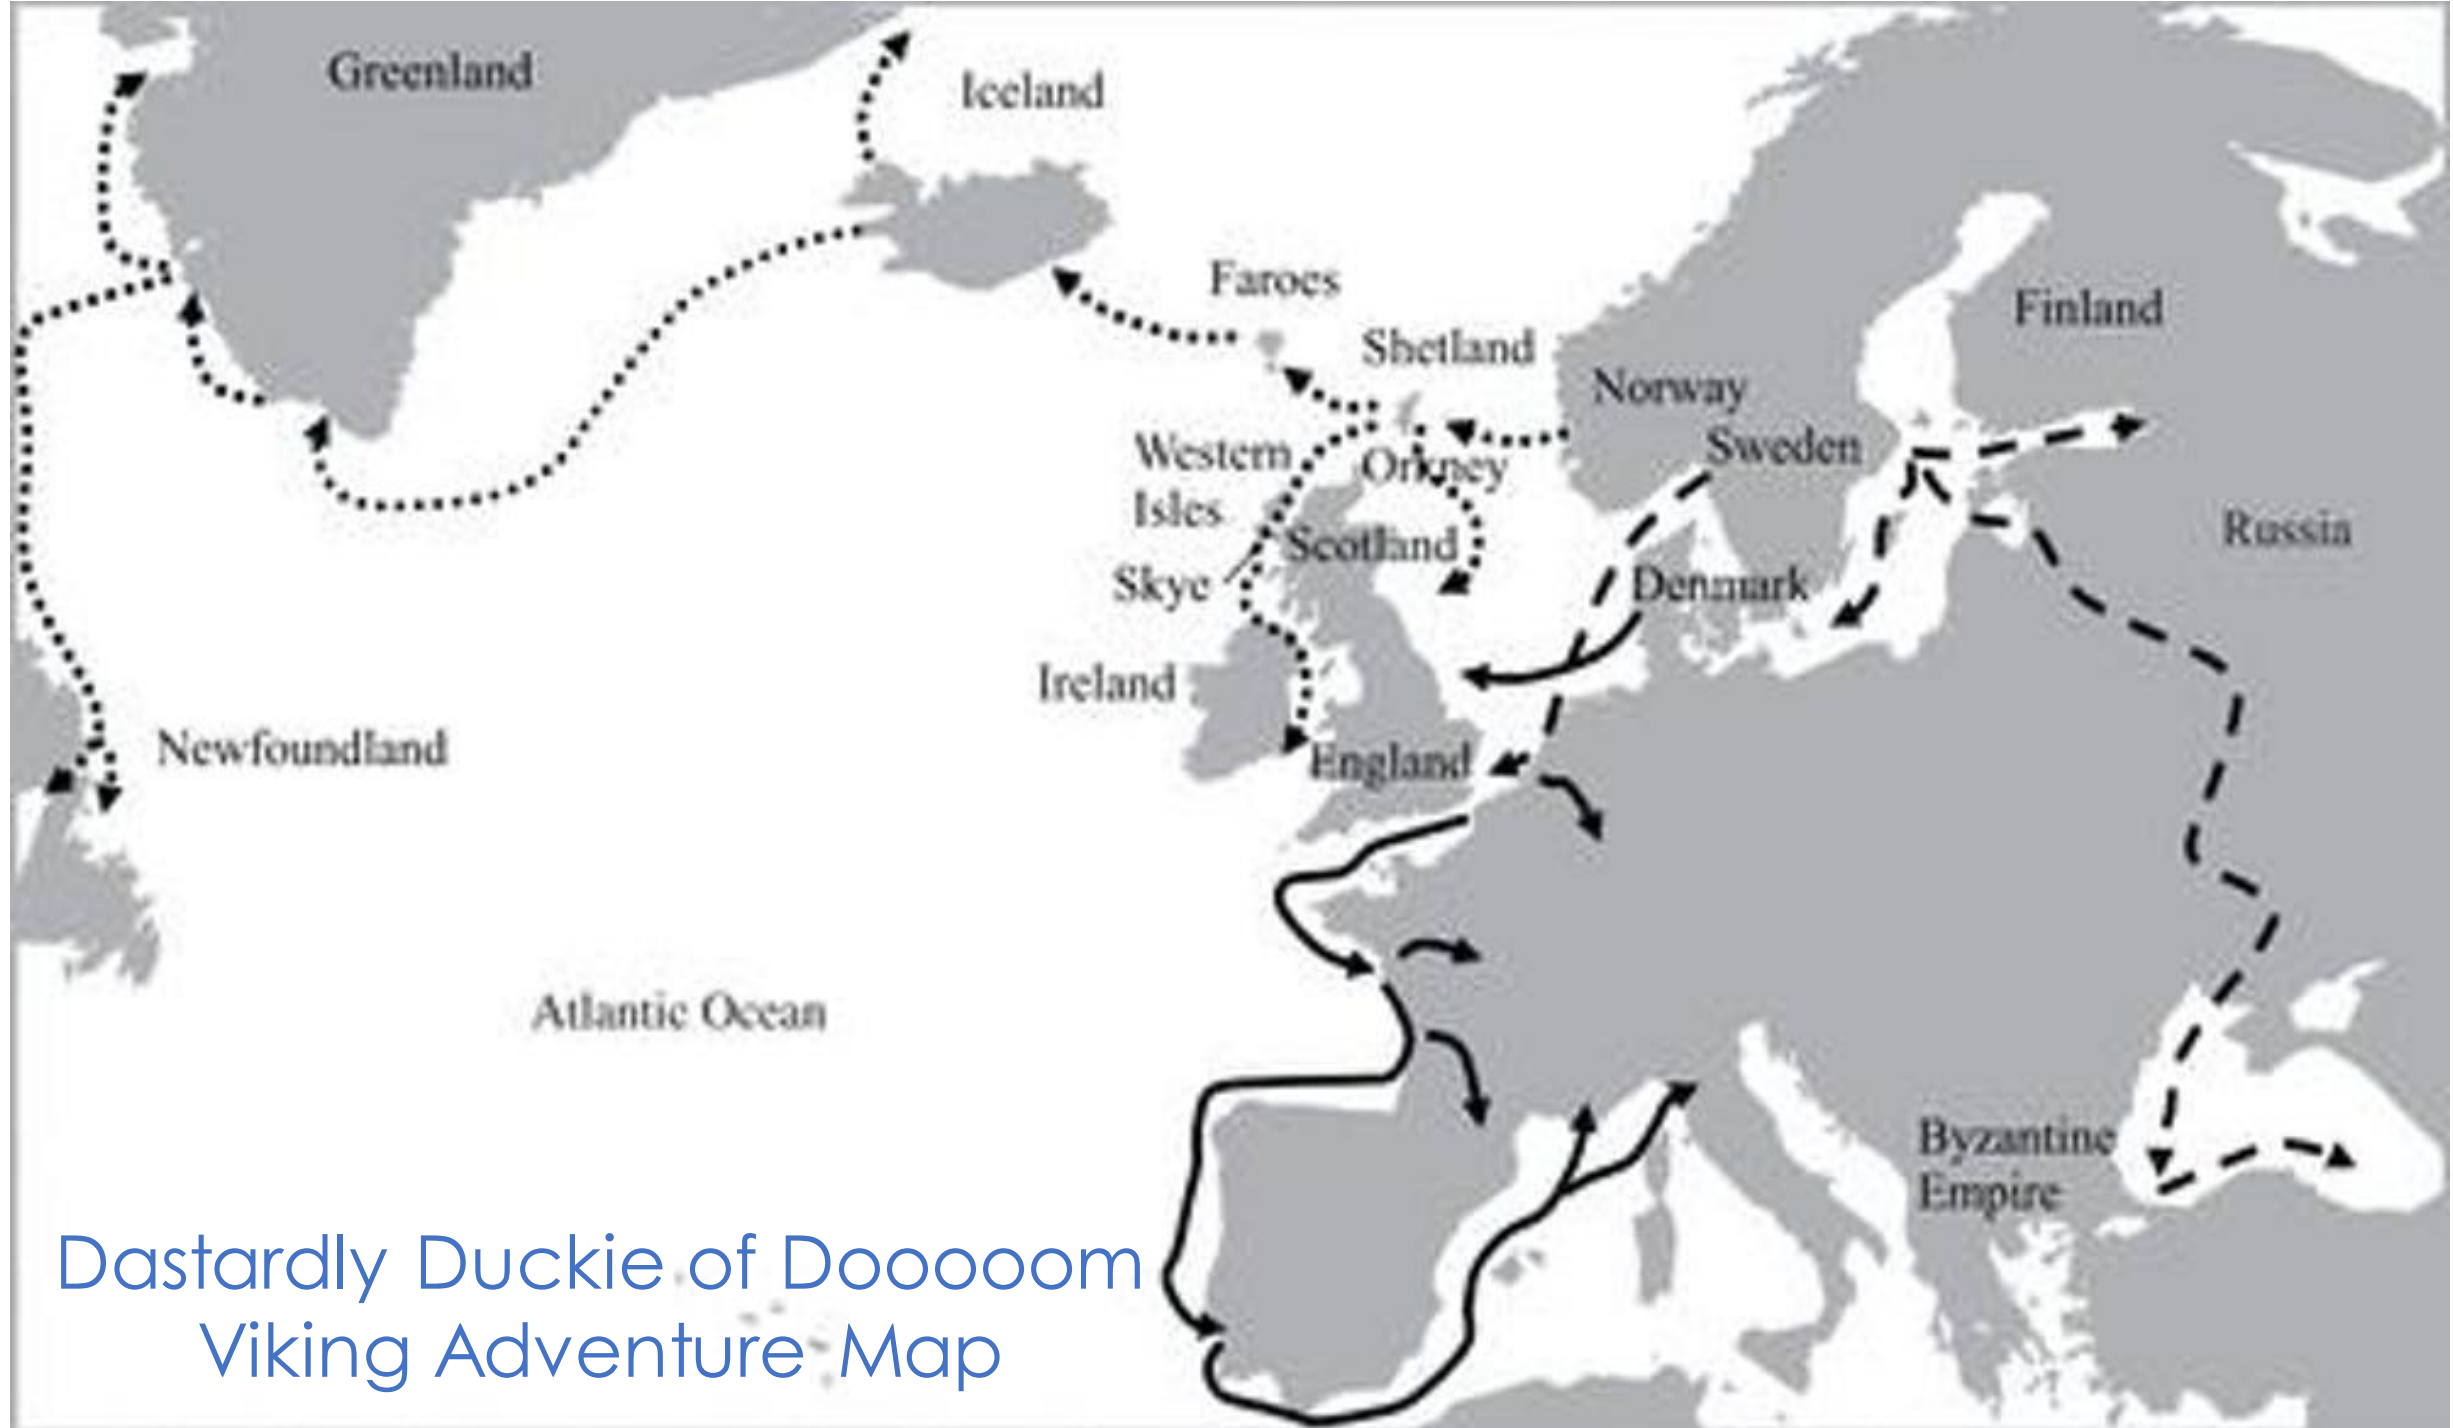 Greenland
Iceland
Faroes
Shetland
Finland
Norway
Sweden
Western
Isles
Orkney
Scotland
Skye
Russia
Denmark
Ireland
Newfoundland
England
Atlantic Ocean
Byzantine
Empire
Dastardly Duckie of Dooooom
Viking Adventure Map